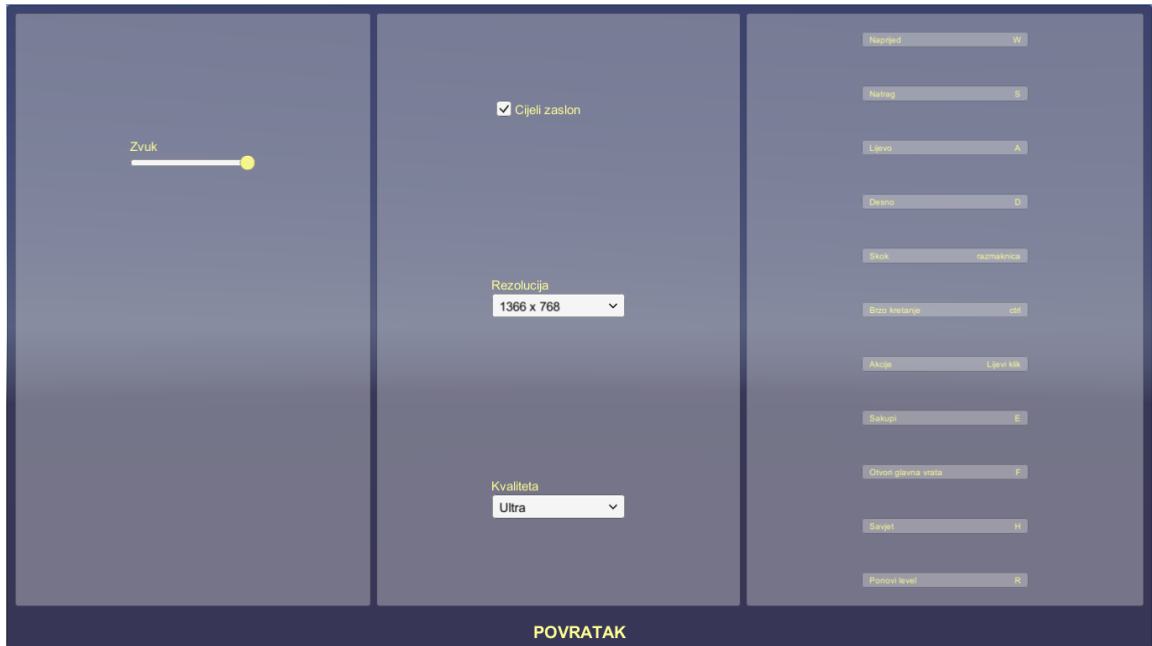 Zvuk
Cijeli zaslon
Rezolucija
1366 x 768
Kvaliteta
Ultra
Naprijed W
Natrag S
Lijevo A
Desno D
Skok razmaknica
Brzo kretanje ctrl
Akcije Lijevi klik
Sakupi E
Otvori glavna vrata F
Savjet H
Ponovi level R
POVRATAK